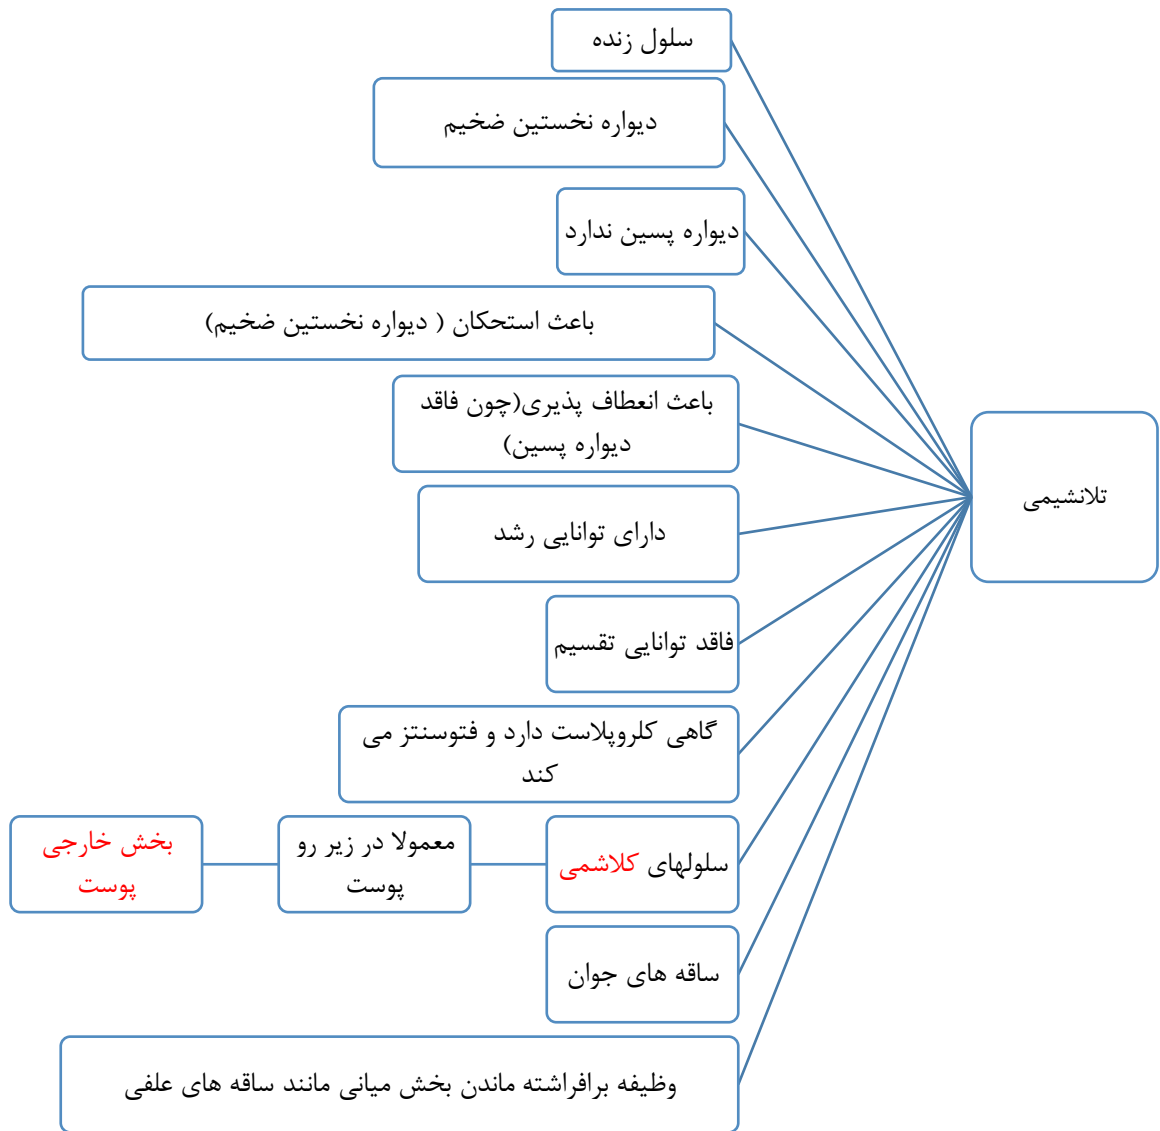 سلول زنده
دیواره نخستین ضخیم
دیواره پسین ندارد
باعث استحکان ( دیواره نخستین ضخیم)
باعث انعطاف پذیری(چون فاقد
دیواره پسین)
تلانشیمی
دارای توانایی رشد
فاقد توانایی تقسیم
گاهی کلروپلاست دارد و فتوسنتز می
کند
سلولهای کلاشمی
معمولا در زیر رو
پوست
بخش خارجی
پوست
ساقه های جوان
وظیفه برافراشته ماندن بخش میانی مانند ساقه های علفی